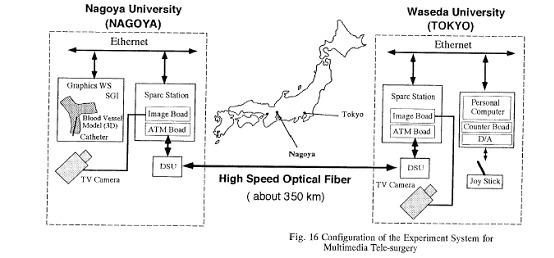 Nagoya University
(NAGOYA)
Ethernet
Graphics WS
SGI
Blood Vessel
Model (3D)
Catheter
TV Camera
Sparc Station
Image Boad
ATM Boad
DSU
Tokyo
Nagoya
High Speed Optical Fiber
( about 350 km)
Waseda University
(TOKYO)
Ethernet
Sparc Station
Image Boad
ATM Boad
DSU
TV Camera
Personal
Computer
Counter Boad
D/A
Joy Stick
Fig. 16 Configuration of the Experiment System for
Multimedia Tele-surgery